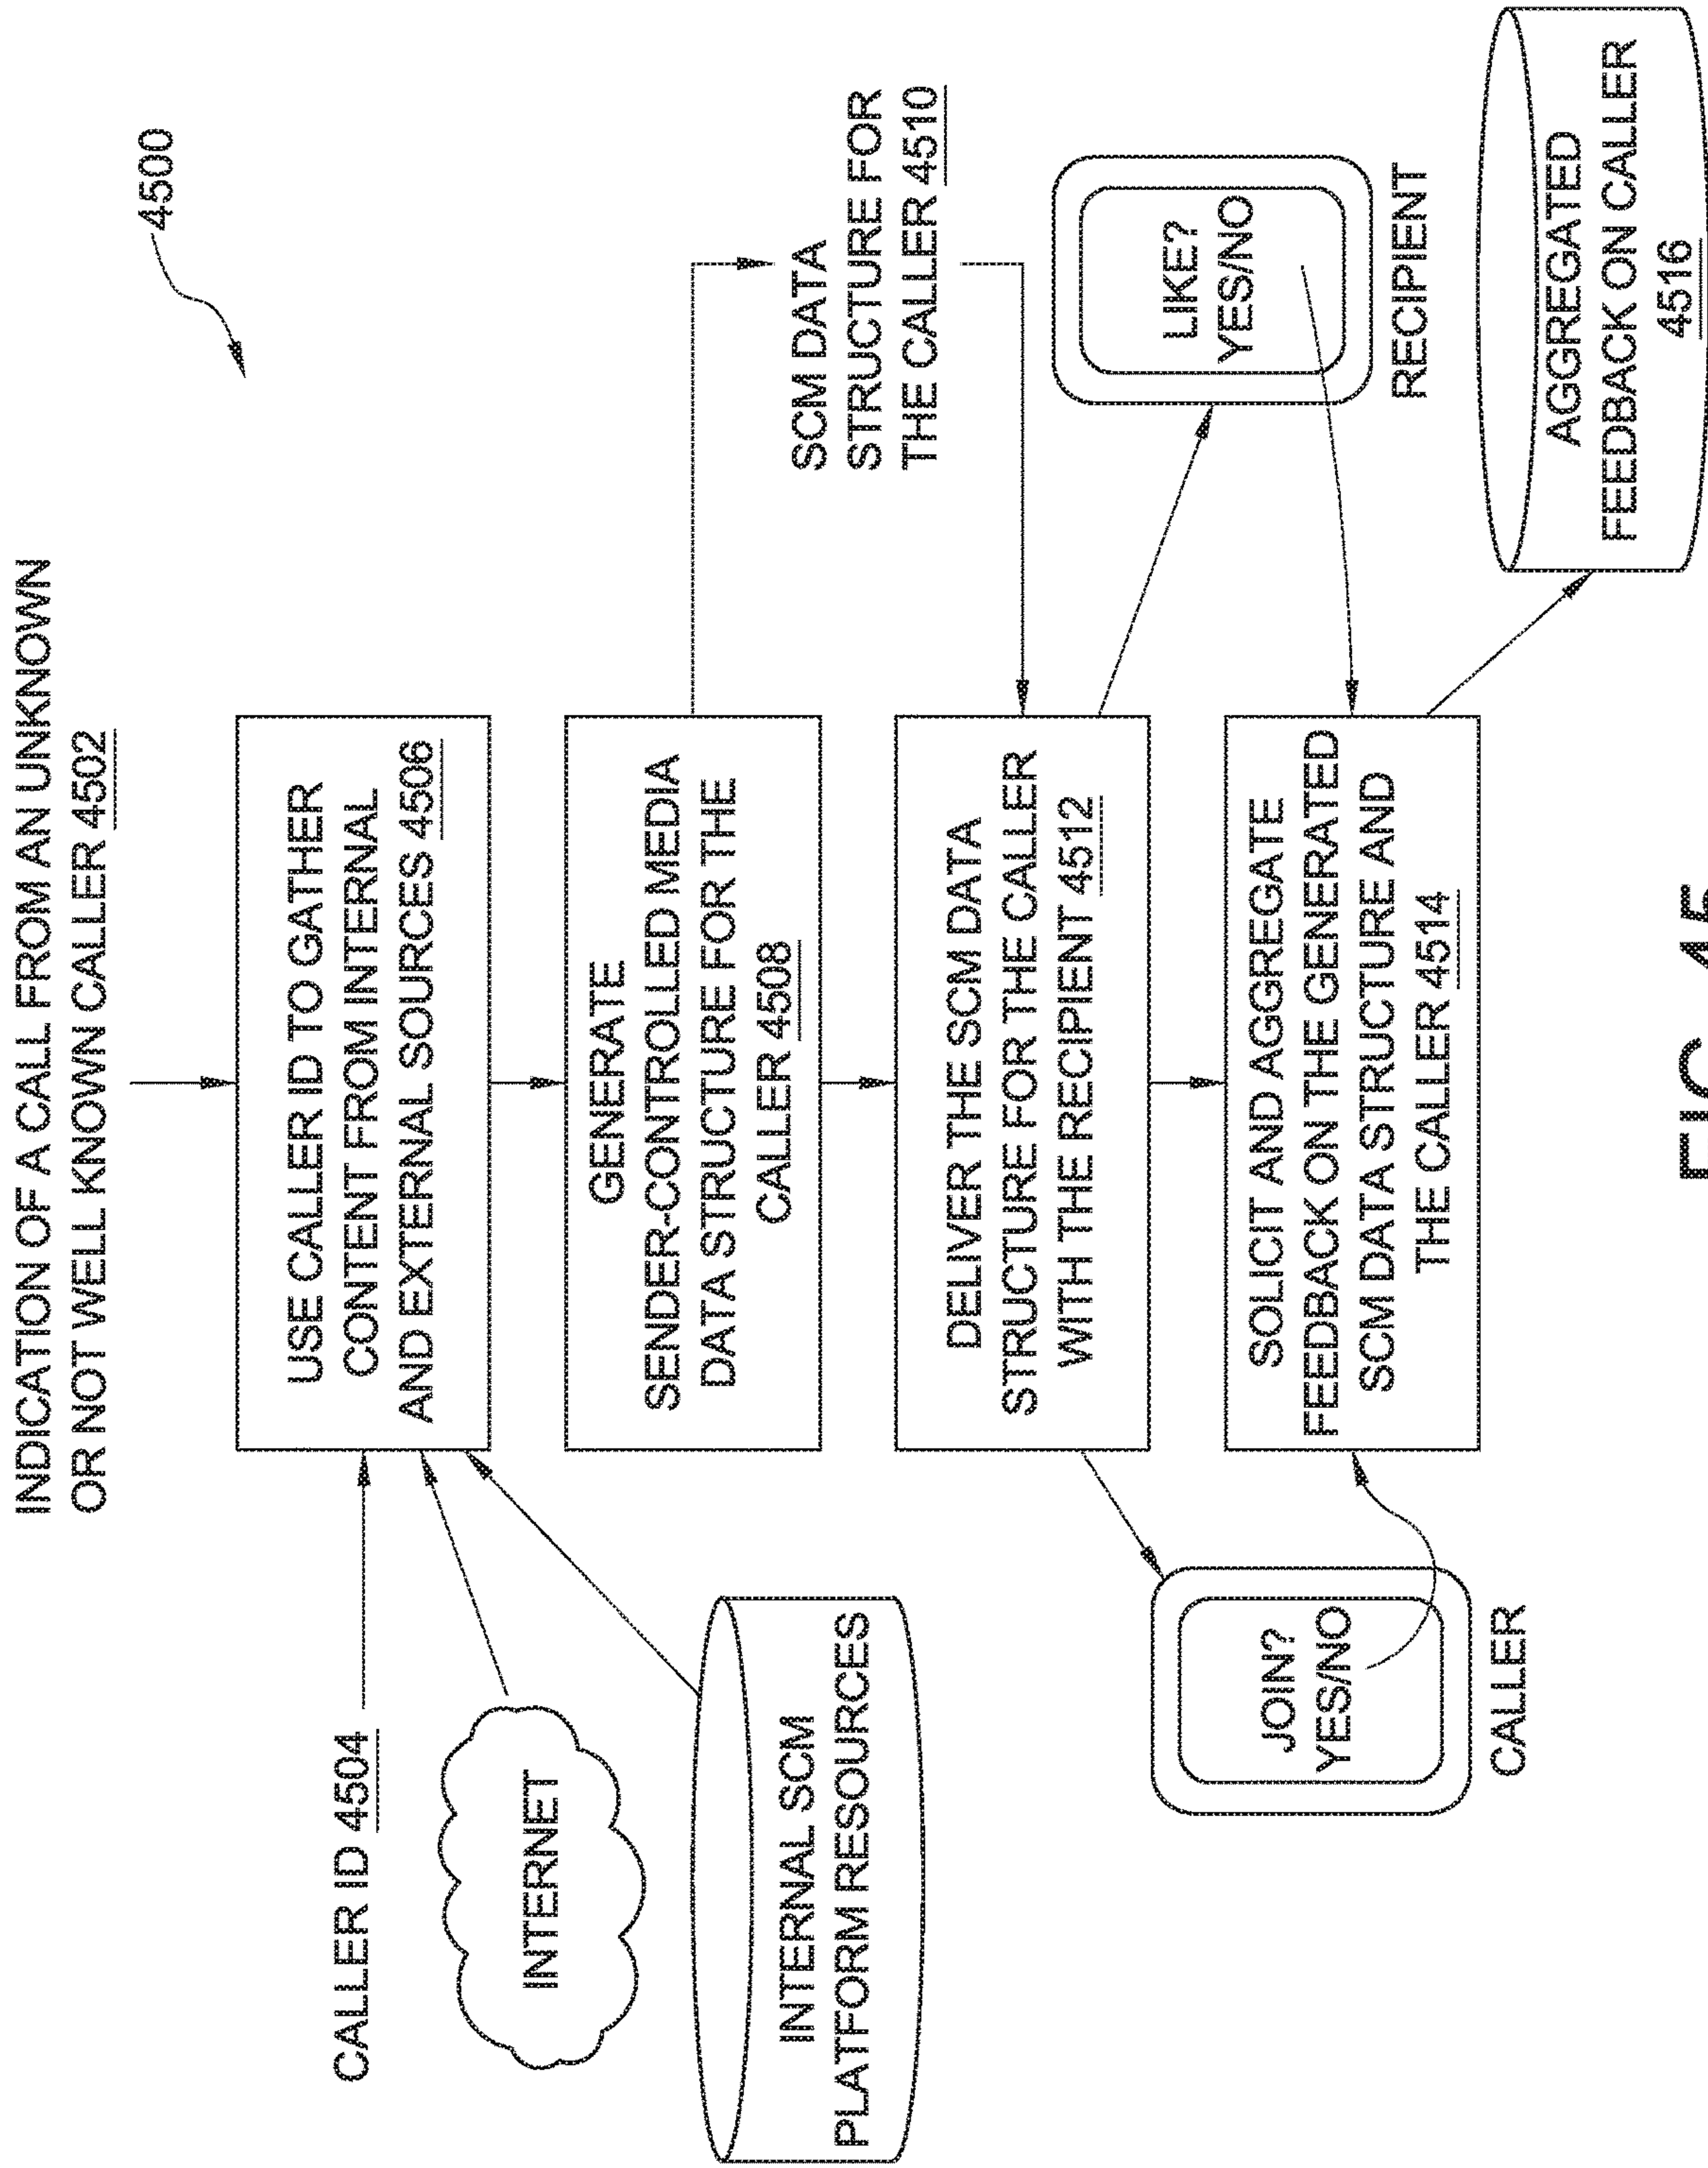 4500
INDICATION OF A CALL FROM AN UNKNOWN
OR NOT WELL KNOWN CALLER 4502
CALLER ID 4504
INTERNET
INTERNAL SCM
PLATFORM RESOURCES
USE CALLER ID TO GATHER
CONTENT FROM INTERNAL
AND EXTERNAL SOURCES 4506
GENERATE
SENDER-CONTROLLED MEDIA
DATA STRUCTURE FOR THE
CALLER 4508
SCM DATA
STRUCTURE FOR
THE CALLER 4510
DELIVER THE SCM DATA
STRUCTURE FOR THE CALLER
WITH THE RECIPIENT 4512
JOIN?
YES/NO
CALLER
LIKE?
YES/NO
RECIPIENT
SOLICIT AND AGGREGATE
FEEDBACK ON THE GENERATED
SCM DATA STRUCTURE AND
THE CALLER 4514
AGGREGATED
FEEDBACK ON CALLER
4516
FIG. 45